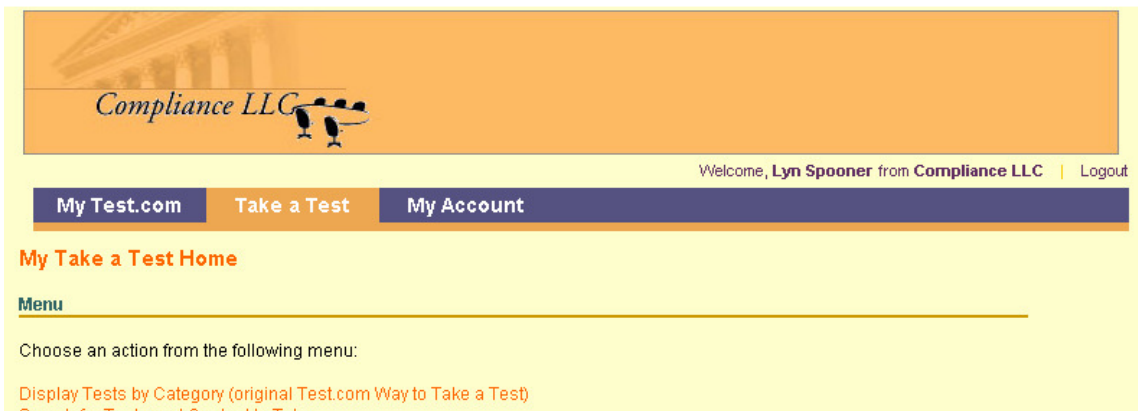 Compliance LLC
Welcome, Lyn Spooner from Compliance LLC | Logout
My Test.com Take a Test My Account
My Take a Test Home
Menu
Choose an action from the following menu:
Display Tests by Category (original Test.com Way to Take a Test)